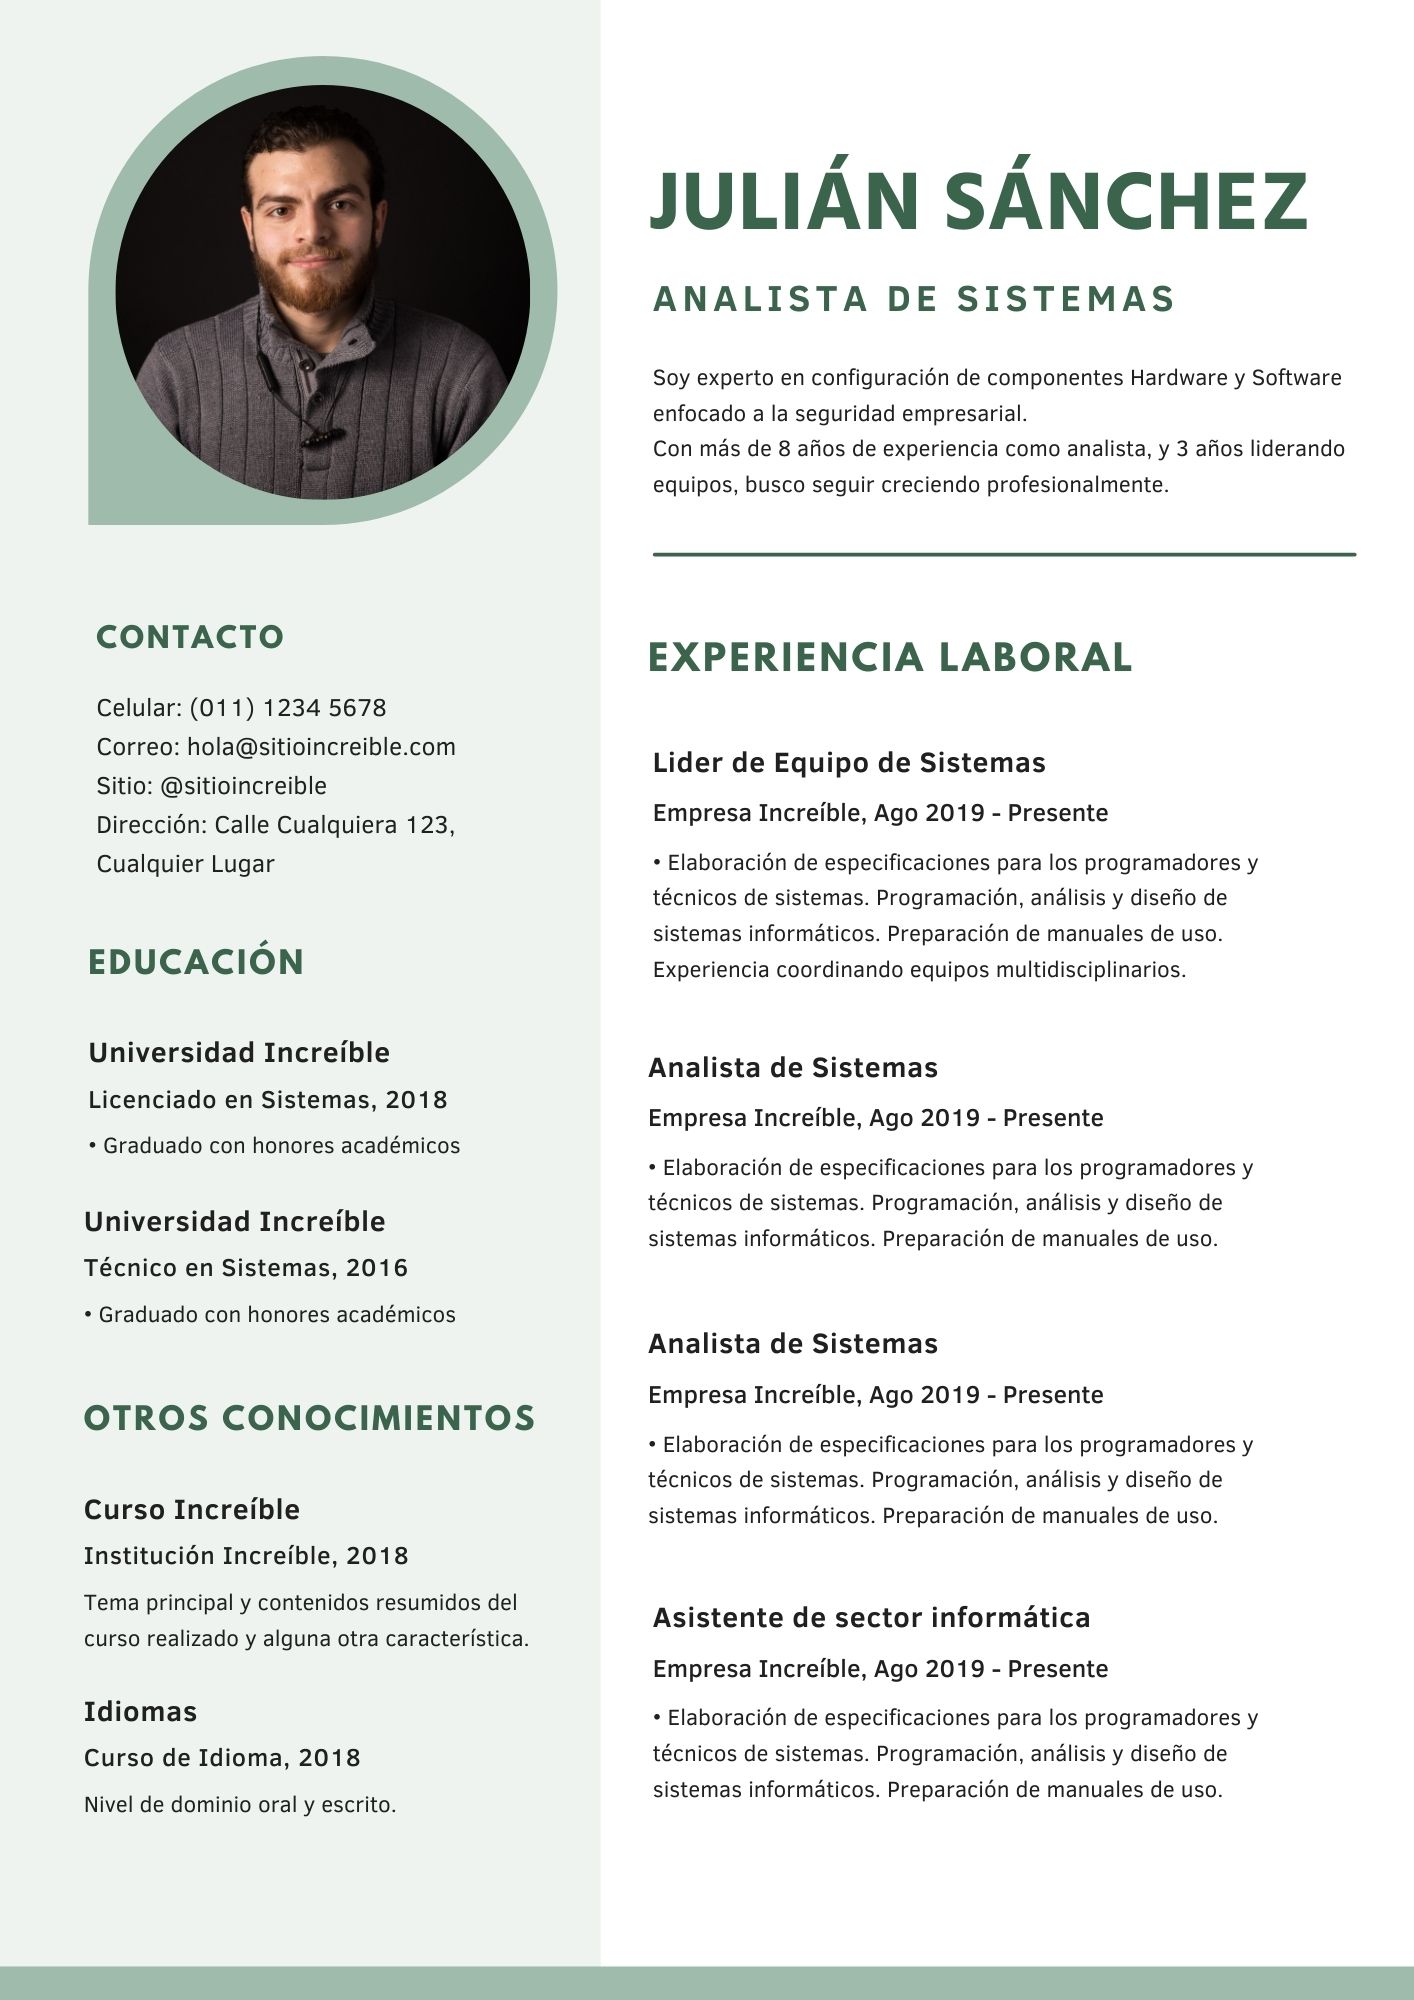 JULIÁN SÁNCHEZ
ANALISTA DE SISTEMAS
Soy experto en configuración de componentes Hardware y Software
enfocado a la seguridad empresarial.
Con más de 8 años de experiencia como analista, y 3 años liderando
equipos, busco seguir creciendo profesionalmente.
CONTACTO
Celular: (011) 1234 5678
Correo: hola@sitioincreible.com
Sitio: @sitioincreible
Dirección: Calle Cualquiera 123,
Cualquier Lugar
EDUCACIÓN
Universidad Increíble
Licenciado en Sistemas, 2018
• Graduado con honores académicos
Universidad Increíble
Técnico en Sistemas, 2016
• Graduado con honores académicos
OTROS CONOCIMIENTOS
Curso Increíble
Institución Increíble, 2018
Tema principal y contenidos resumidos del
curso realizado y alguna otra característica.
Idiomas
Curso de Idioma, 2018
Nivel de dominio oral y escrito.
EXPERIENCIA LABORAL
Lider de Equipo de Sistemas
Empresa Increíble, Ago 2019 - Presente
• Elaboración de especificaciones para los programadores y
técnicos de sistemas. Programación, análisis y diseño de
sistemas informáticos. Preparación de manuales de uso.
Experiencia coordinando equipos multidisciplinarios.
Analista de Sistemas
Empresa Increíble, Ago 2019 - Presente
• Elaboración de especificaciones para los programadores y
técnicos de sistemas. Programación, análisis y diseño de
sistemas informáticos. Preparación de manuales de uso.
Analista de Sistemas
Empresa Increíble, Ago 2019 - Presente
• Elaboración de especificaciones para los programadores y
técnicos de sistemas. Programación, análisis y diseño de
sistemas informáticos. Preparación de manuales de uso.
Asistente de sector informática
Empresa Increíble, Ago 2019 - Presente
• Elaboración de especificaciones para los programadores y
técnicos de sistemas. Programación, análisis y diseño de
sistemas informáticos. Preparación de manuales de uso.